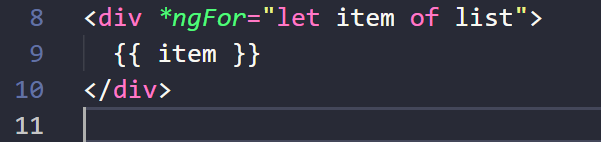 8 <div *ngFor="let item of list">
9 {{ item }}
10 </div>
11